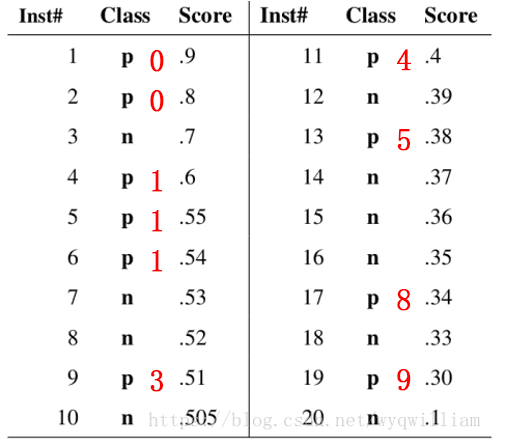 Inst# Class Score Inst# Class Score
1 p 0 .9 11 p 4 .4
2 p 0 .8 12 n .39
3 n .7 13 p 5 .38
4 p 1 .6 14 n .37
5 p 1 .55 15 n .36
6 p 1 .54 16 n .35
7 n .53 17 p 8 .34
8 n .52 18 n .33
9 p 3 .51 19 p 9 .30
10 n .505 20 n .1
https://blog.csdn.net/wyqwilliam